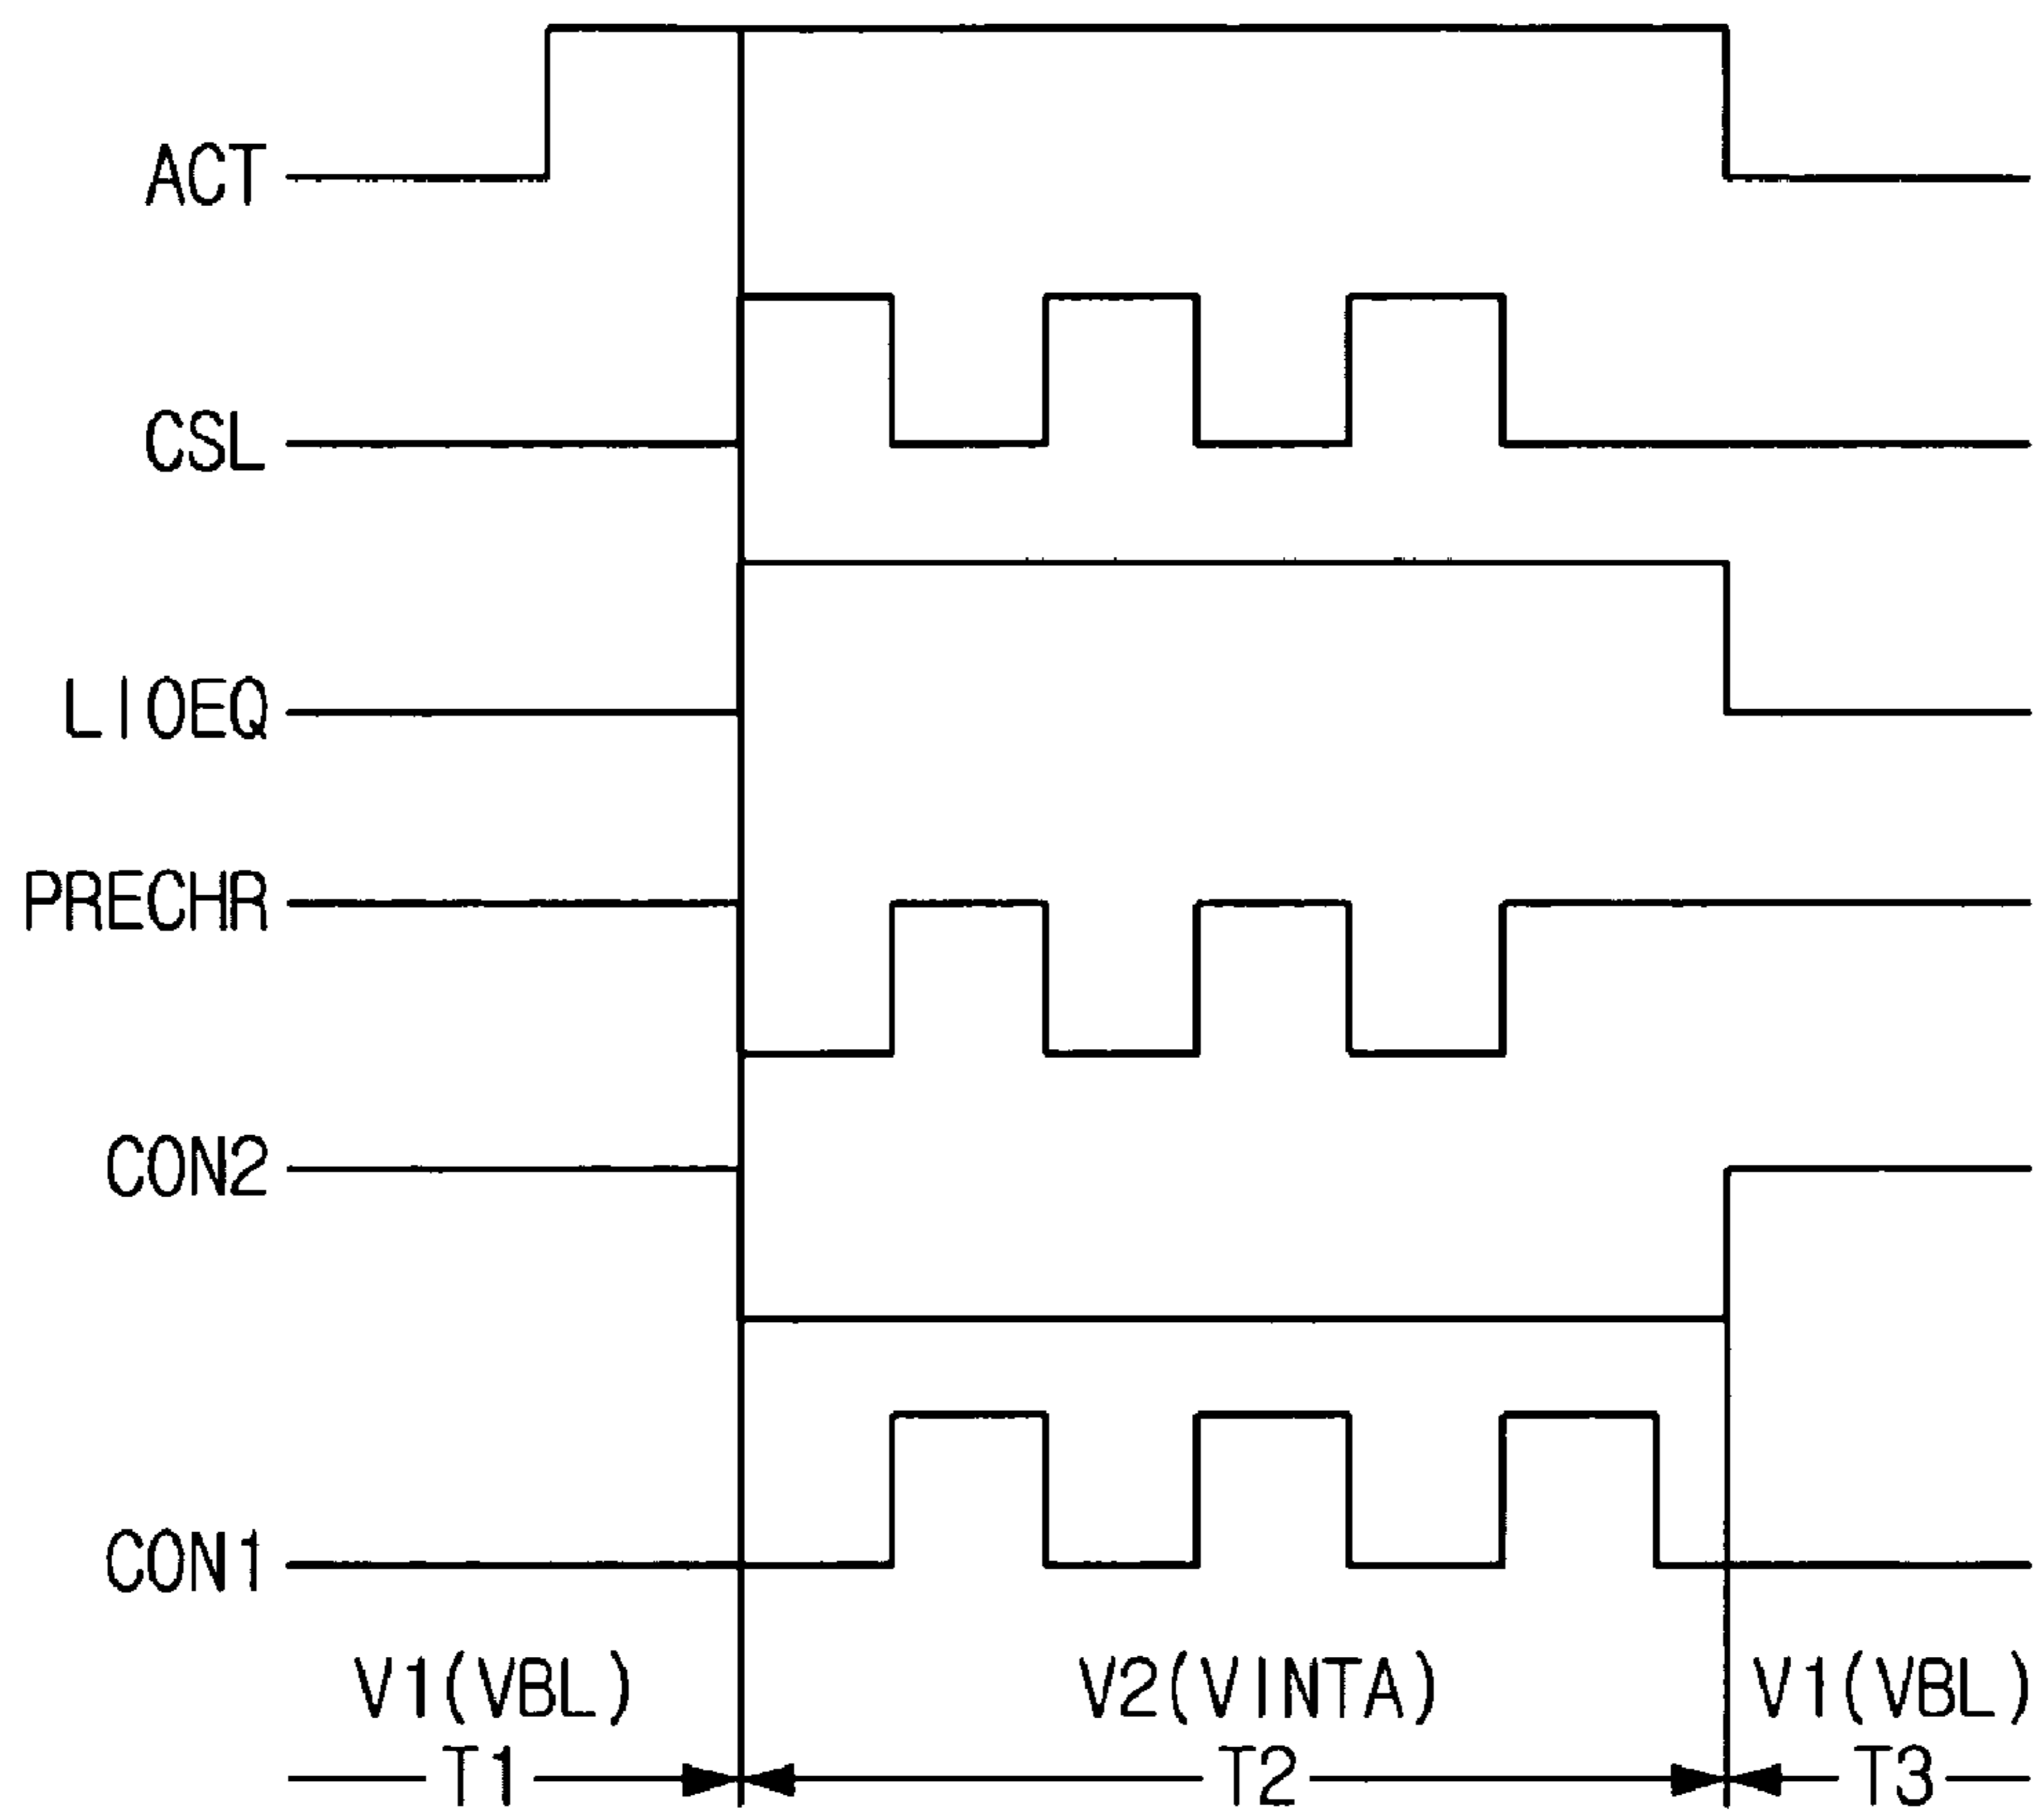 ACT
CSL
LIOEQ
PRECHR
CON2
CON1
V1(VBL) V2(VINTA) V1(VBL)
T1 T2 T3